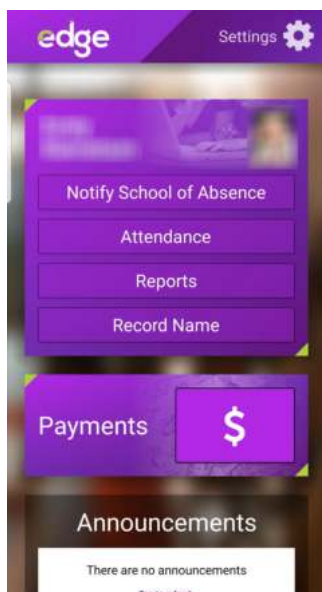 edge
Settings
Notify School of Absence
Attendance
Reports
Record Name
Payments
$
Announcements
There are no announcements